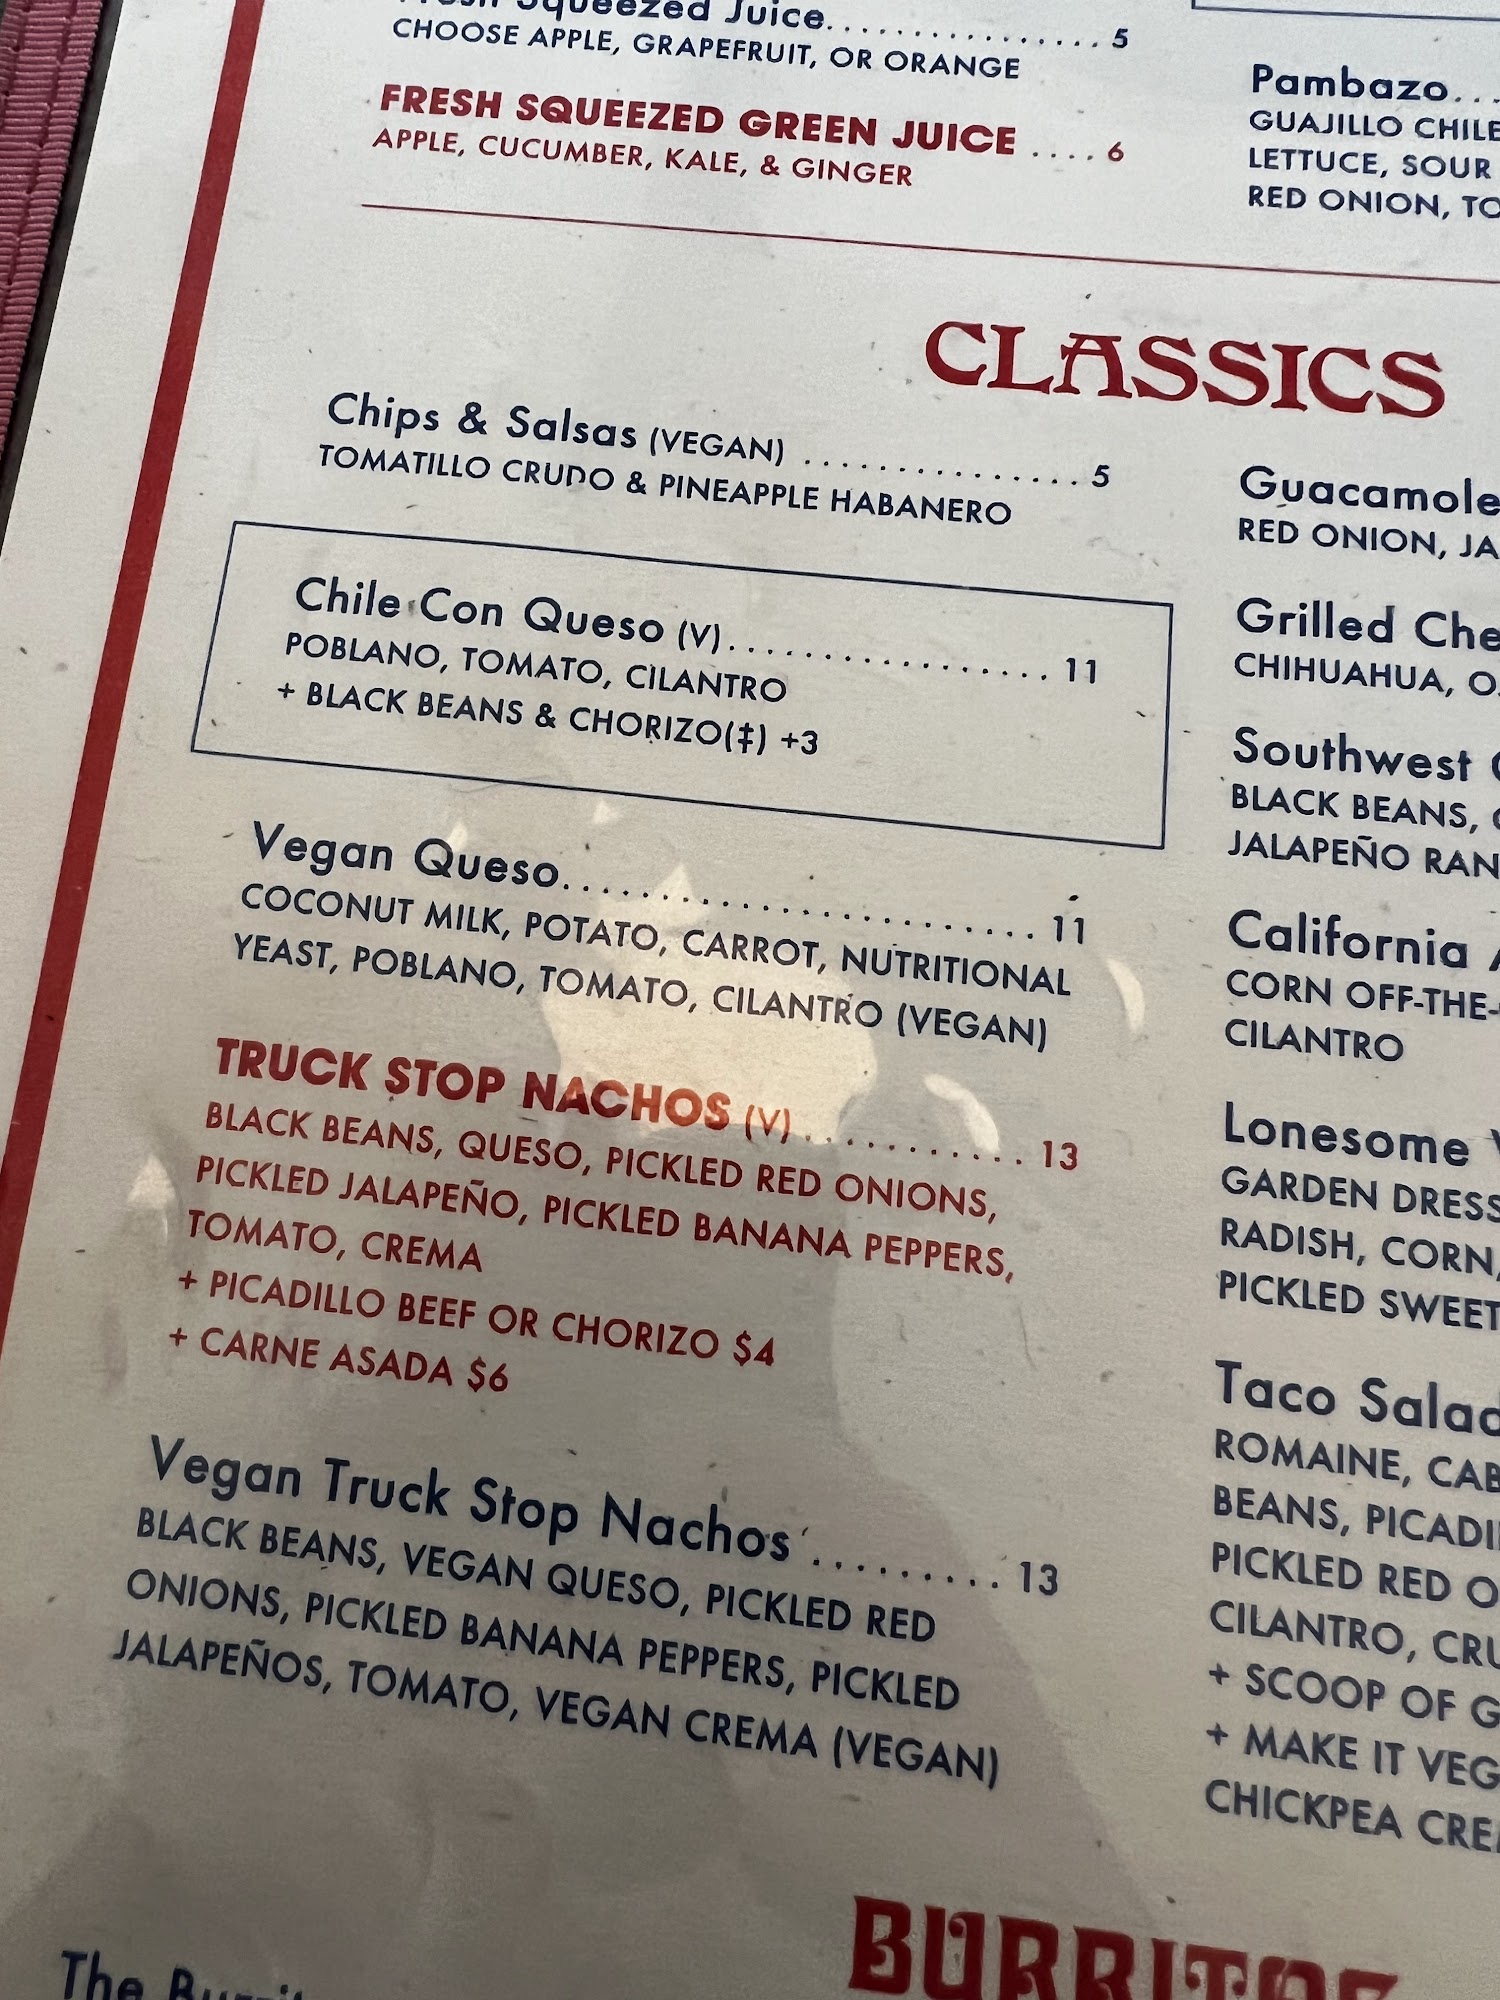 Squeezed Juice................5
CHOOSE APPLE, GRAPEFRUIT, OR ORANGE
FRESH SQUEEZED GREEN JUICE ....6
APPLE, CUCUMBER, KALE, & GINGER
Pambazo...
GUAJILLO CHILE
LETTUCE, SOUR
RED ONION,
CLASSICS
Chips & Salsas (VEGAN) ...............5
TOMATILLO CRUDO & PINEAPPLE HABANERO
Chile Con Queso (V)..................11
POBLANO, TOMATO, CILANTRO
+ BLACK BEANS & CHORIZO(‡) +3
Vegan Queso.........................11
COCONUT MILK, POTATO, CARROT, NUTRITIONAL
YEAST, POBLANO, TOMATO, CILANTRO (VEGAN)
TRUCK STOP NACHOS (V)............13
BLACK BEANS, QUESO, PICKLED RED ONIONS,
PICKLED JALAPEÑO, PICKLED BANANA PEPPERS,
TOMATO, CREMA
+ PICADILLO BEEF OR CHORIZO $4
+ CARNE ASADA $6
Vegan Truck Stop Nachos ..........13
BLACK BEANS, VEGAN QUESO, PICKLED RED
ONIONS, PICKLED BANANA PEPPERS, PICKLED
JALAPEÑOS, TOMATO, VEGAN CREMA (VEGAN)
Guacamole
RED ONION,
Grilled
CHIHUAHUA,
Southwest
BLACK BEANS,
JALAPEÑO
California
CORN OFF-THE-
CILANTRO
Lonesome
GARDEN
RADISH, CORN,
PICKLED SWEET
Taco Salad
ROMAINE,
BEANS,
PICKLED RED
CILANTRO,
+ SCOOP OF
+ MAKE IT
CHICKPEA
BURRITOS
The